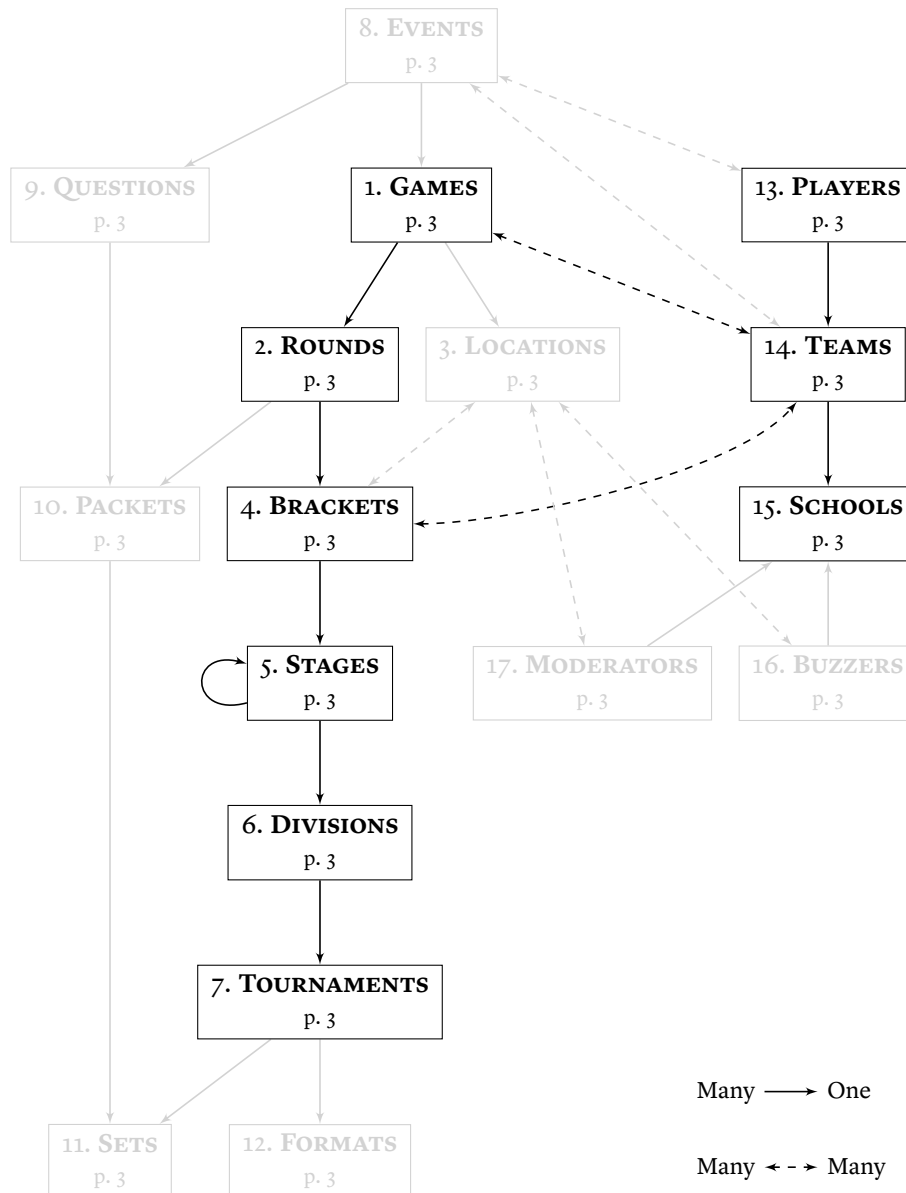 8. Events
p. 3
9. Questions
p. 3
1. Games
p. 3
13. Players
p. 3
2. Rounds
p. 3
3. Locations
p. 3
14. Teams
p. 3
10. Packets
p. 3
4. Brackets
p. 3
15. Schools
p. 3
5. Stages
p. 3
17. Moderators
p. 3
16. Buzzers
p. 3
6. Divisions
p. 3
7. Tournaments
p. 3
Many One
11. Sets
p. 3
12. Formats
p. 3
Many Many